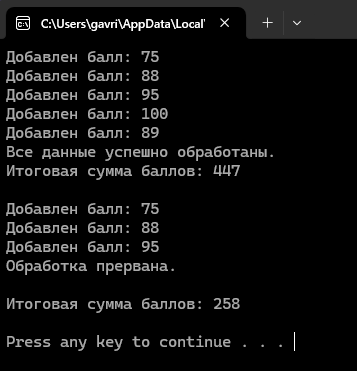 C:\Users\gavri\AppData\Local\
Добавлен балл: 75
Добавлен балл: 88
Добавлен балл: 95
Добавлен балл: 100
Добавлен балл: 89
Все данные успешно обработаны.
Итоговая сумма баллов: 447
Добавлен балл: 75
Добавлен балл: 88
Добавлен балл: 95
Обработка прервана.
Итоговая сумма баллов: 258
Press any key to continue . . .